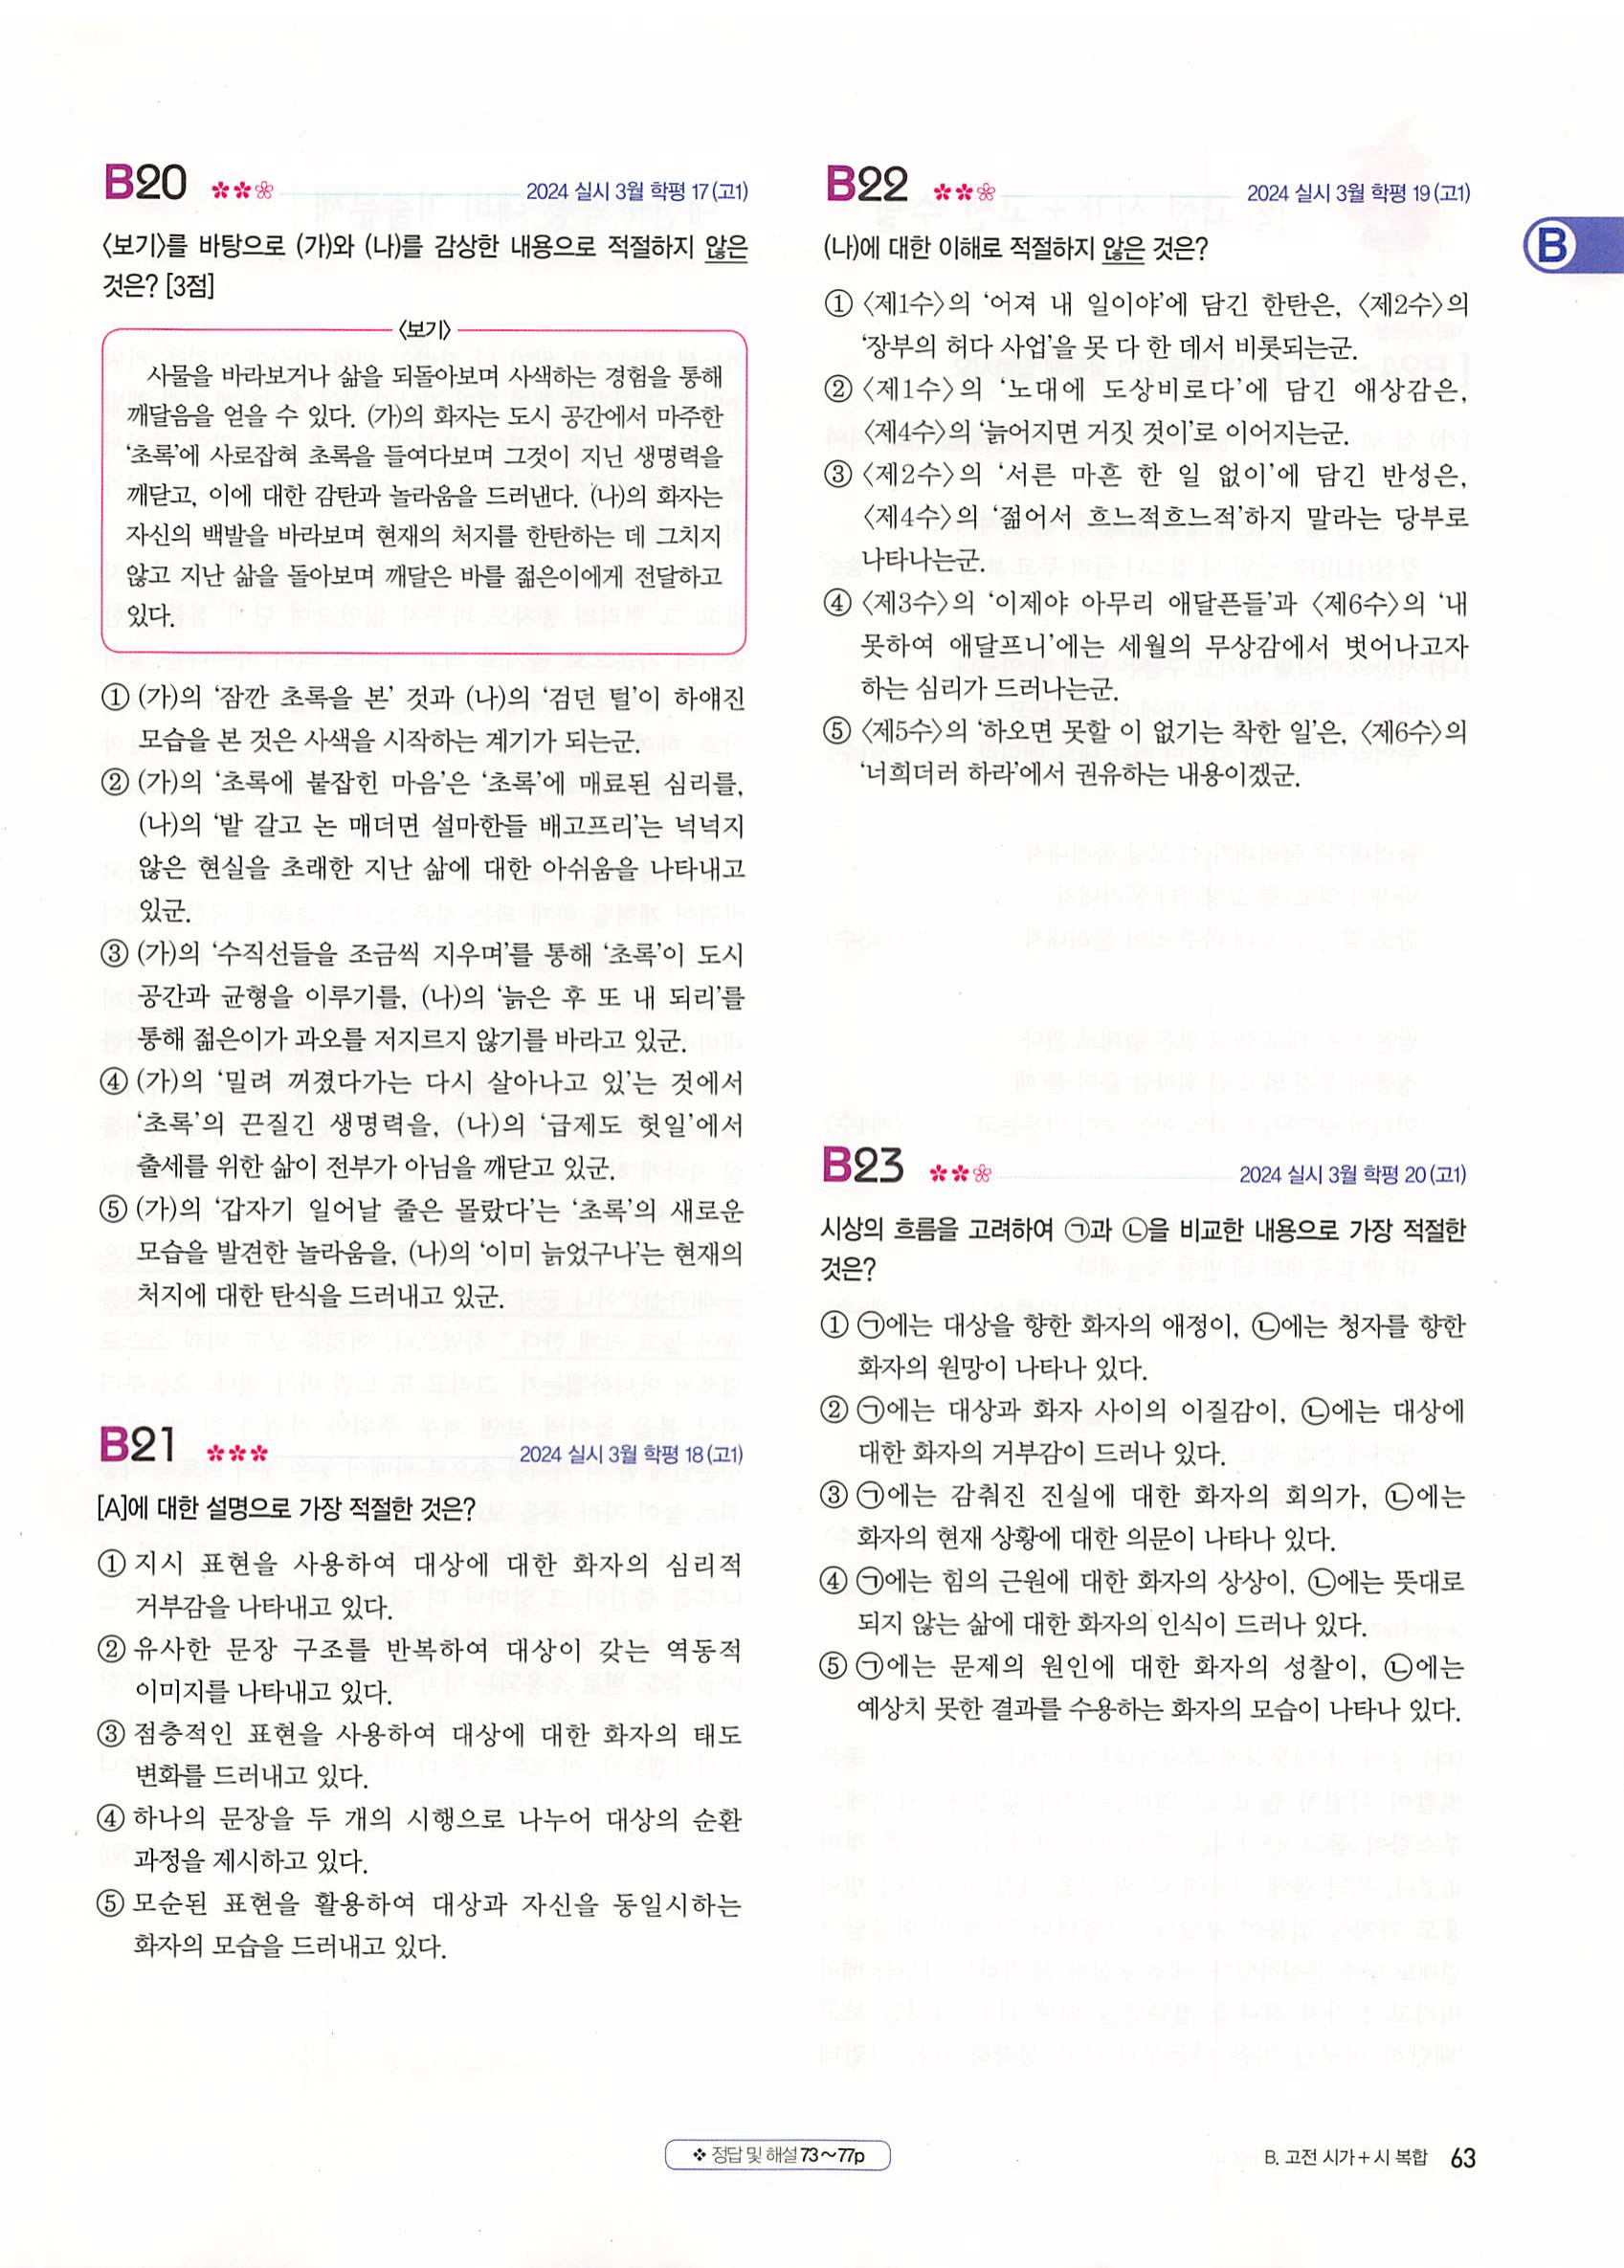 B20
2024 실시 3월 학평 17 (고1)
〈보기〉를 바탕으로 (가)와 (나)를 감상한 내용으로 적절하지 않은
것은? [3점]
〈보기〉
사물을 바라보거나 삶을 되돌아보며 사색하는 경험을 통해
깨달음을 얻을 수 있다. (가)의 화자는 도시 공간에서 마주한
‘초록’에 사로잡혀 초록을 들여다보며 그것이 지닌 생명력을
깨닫고, 이에 대한 감탄과 놀라움을 드러낸다. (나)의 화자는
자신의 백발을 바라보며 현재의 처지를 한탄하는 데 그치지
않고 지난 삶을 돌아보며 깨달은 바를 젊은이에게 전달하고
있다.
① (가)의 ‘잠깐 초록을 본’ 것과 (나)의 ‘검던 털’이 하얘진
모습을 본 것은 사색을 시작하는 계기가 되는군.
② (가)의 ‘초록에 붙잡힌 마음’은 ‘초록’에 매료된 심리를,
(나)의 ‘밭 갈고 논 매더면 설마한들 배고프리’는 넉넉지
않은 현실을 초래한 지난 삶에 대한 아쉬움을 나타내고
있군.
③ (가)의 ‘수직선들을 조금씩 지우며’를 통해 ‘초록’이 도시
공간과 균형을 이루기를, (나)의 ‘늙은 후 또 내 되리’를
통해 젊은이가 과오를 저지르지 않기를 바라고 있군.
④ (가)의 ‘밀려 꺼졌다가는 다시 살아나고 있’는 것에서
‘초록’의 끈질긴 생명력을, (나)의 ‘급제도 헛일’에서
출세를 위한 삶이 전부가 아님을 깨닫고 있군.
⑤ (가)의 ‘갑자기 일어날 줄은 몰랐다’는 ‘초록’의 새로운
모습을 발견한 놀라움을, (나)의 ‘이미 늙었구나’는 현재의
처지에 대한 탄식을 드러내고 있군.
B21
2024 실시 3월 학평 18 (고1)
[A]에 대한 설명으로 가장 적절한 것은?
① 지시 표현을 사용하여 대상에 대한 화자의 심리적
거부감을 나타내고 있다.
② 유사한 문장 구조를 반복하여 대상이 갖는 역동적
이미지를 나타내고 있다.
③ 점층적인 표현을 사용하여 대상에 대한 화자의 태도
변화를 드러내고 있다.
④ 하나의 문장을 두 개의 시행으로 나누어 대상의 순환
과정을 제시하고 있다.
⑤ 모순된 표현을 활용하여 대상과 자신을 동일시하는
화자의 모습을 드러내고 있다.
B22
2024 실시 3월 학평 19 (고1)
(나)에 대한 이해로 적절하지 않은 것은?
① 〈제1수〉의 ‘어져 내 일이야’에 담긴 한탄은, 〈제2수〉의
‘장부의 허다 사업’을 못 다 한 데서 비롯되는군.
② 〈제1수〉의 ‘노대에 도상비로다’에 담긴 애상감은,
〈제4수〉의 ‘늙어지면 거짓 것이’로 이어지는군.
③ 〈제2수〉의 ‘서른 마흔 한 일 없이’에 담긴 반성은,
〈제4수〉의 ‘젊어서 흐느적흐느적’하지 말라는 당부로
나타나는군.
④ 〈제3수〉의 ‘이제야 아무리 애달픈들’과 〈제6수〉의 ‘내
못하여 애달프니’에는 세월의 무상감에서 벗어나고자
하는 심리가 드러나는군.
⑤ 〈제5수〉의 ‘하오면 못할 이 없기는 착한 일’은, 〈제6수〉의
‘너희더러 하라’에서 권유하는 내용이겠군.
B23
2024 실시 3월 학평 20 (고1)
시상의 흐름을 고려하여 ㉠과 ㉡을 비교한 내용으로 가장 적절한
것은?
① ㉠에는 대상을 향한 화자의 애정이, ㉡에는 청자를 향한
화자의 원망이 나타나 있다.
② ㉠에는 대상과 화자 사이의 이질감이, ㉡에는 대상에
대한 화자의 거부감이 드러나 있다.
③ ㉠에는 감춰진 진실에 대한 화자의 회의가, ㉡에는
화자의 현재 상황에 대한 의문이 나타나 있다.
④ ㉠에는 힘의 근원에 대한 화자의 상상이, ㉡에는 뜻대로
되지 않는 삶에 대한 화자의 인식이 드러나 있다.
⑤ ㉠에는 문제의 원인에 대한 화자의 성찰이, ㉡에는
예상치 못한 결과를 수용하는 화자의 모습이 나타나 있다.
B
❖ 정답 및 해설 73~77p
B. 고전 시가+시 복합 63